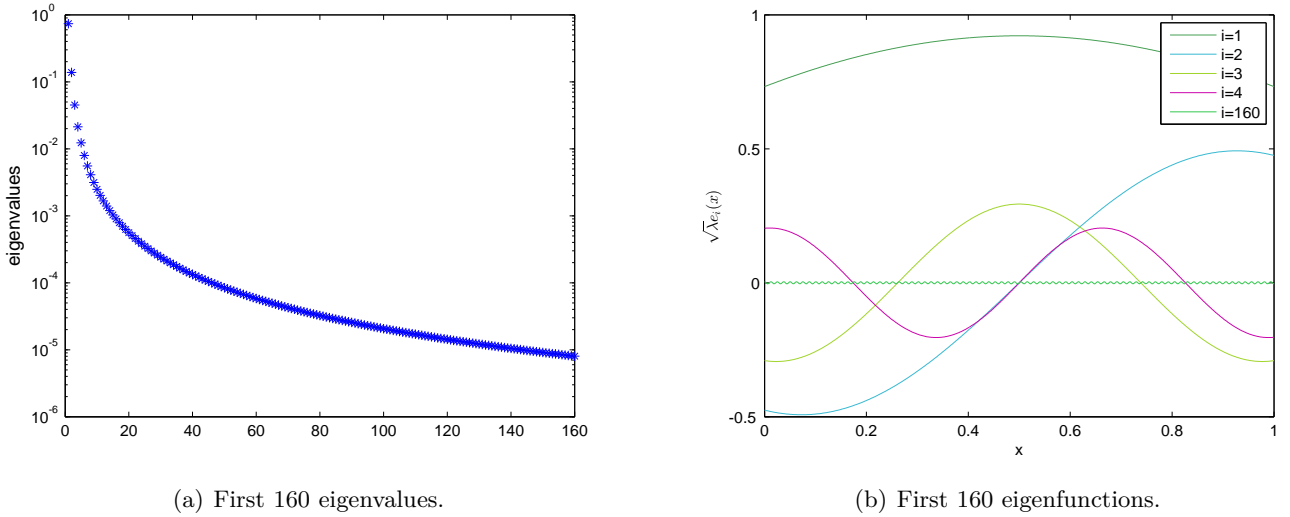 10^0
10^-1
10^-2
10^-3
10^-4
10^-5
10^-6
eigenvalues
0 20 40 60 80 100 120 140 160
(a) First 160 eigenvalues.
1
0.5
0
-0.5
√λe_i(x)
0 0.2 0.4 0.6 0.8 1
x
i=1
i=2
i=3
i=4
i=160
(b) First 160 eigenfunctions.